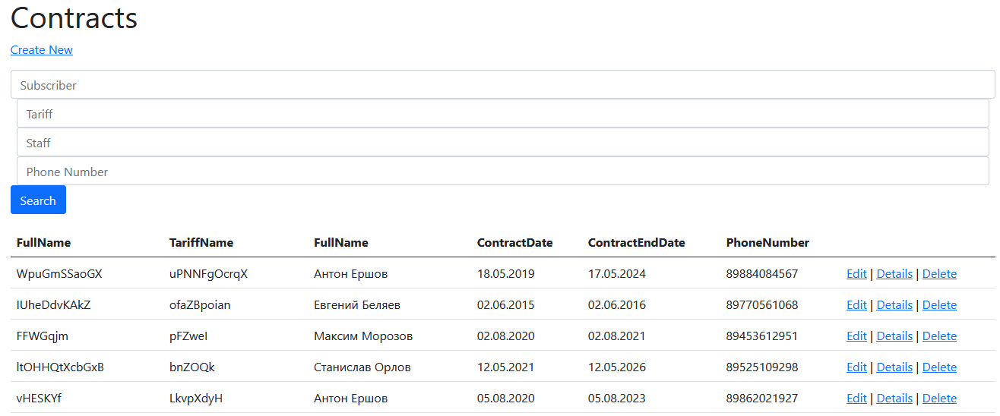 Contracts
Create New
Subscriber
Tariff
Staff
Phone Number
Search
FullName TariffName FullName ContractDate ContractEndDate PhoneNumber
WpuGmSSaoGX uPNNFgOcrqX Антон Ершов 18.05.2019 17.05.2024 89884084567 Edit | Details | Delete
IUheDdvKAkZ ofaZBpoian Евгений Беляев 02.06.2015 02.06.2016 89770561068 Edit | Details | Delete
FFWGqjm pFZweI Максим Морозов 02.08.2020 02.08.2021 89453612951 Edit | Details | Delete
ltOHHQtXcbGxB bnZOQk Станислав Орлов 12.05.2021 12.05.2026 89525109298 Edit | Details | Delete
vHESKYf LkvpXdyH Антон Ершов 05.08.2020 05.08.2023 89862021927 Edit | Details | Delete